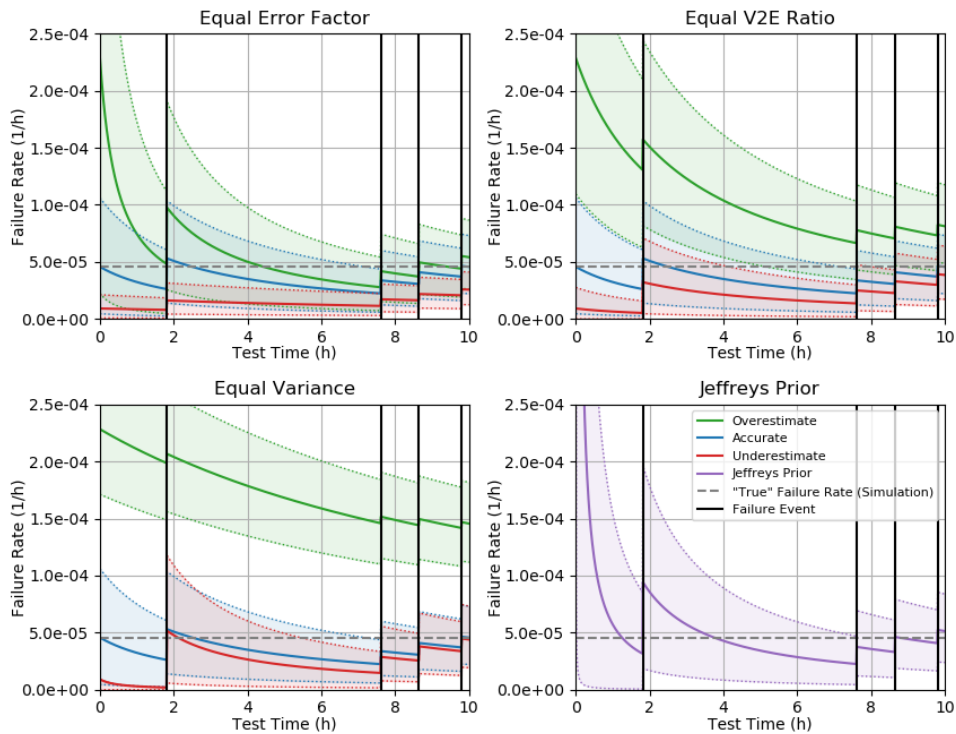 Equal Error Factor
Failure Rate (1/h)
2.5e-04
2.0e-04
1.5e-04
1.0e-04
5.0e-05
0.0e+00
0 2 4 6 8 10
Test Time (h)
Equal V2E Ratio
Failure Rate (1/h)
2.5e-04
2.0e-04
1.5e-04
1.0e-04
5.0e-05
0.0e+00
0 2 4 6 8 10
Test Time (h)
Equal Variance
Failure Rate (1/h)
2.5e-04
2.0e-04
1.5e-04
1.0e-04
5.0e-05
0.0e+00
0 2 4 6 8 10
Test Time (h)
Jeffreys Prior
Failure Rate (1/h)
2.5e-04
2.0e-04
1.5e-04
1.0e-04
5.0e-05
0.0e+00
0 2 4 6 8 10
Test Time (h)
Overestimate
Accurate
Underestimate
Jeffreys Prior
"True" Failure Rate (Simulation)
Failure Event